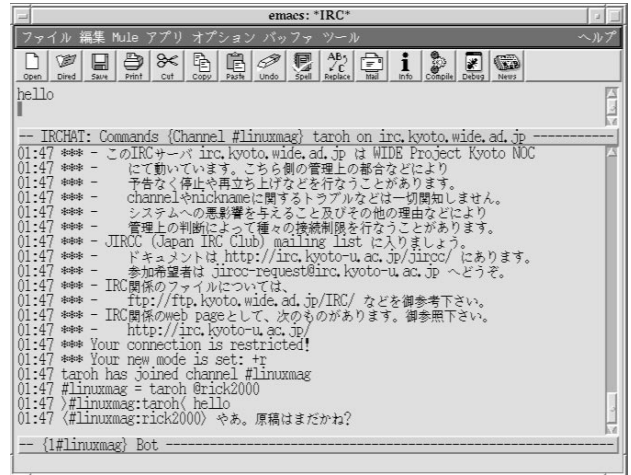 emacs: *IRC*
ファイル 編集 Mule アプリ オプション バッファ ツール ヘルプ
Open Dired Save Print Cut Copy Paste Undo Spell Replace Mail Info Compile Debug News
hello
-- IRCHAT: Commands {Channel #linuxmag} taroh on irc.kyoto.wide.ad.jp -----------
01:47 *** - このIRCサーバ irc.kyoto.wide.ad.jp は WIDE Project Kyoto NOC
01:47 *** - にて動いています。こちら側の管理上の都合などにより
01:47 *** - 予告なく停止や再立ち上げなどを行なうことがあります。
01:47 *** - channelやnicknameに関するトラブルなどは一切関知しません。
01:47 *** - システムへの悪影響を与えること及びその他の理由などにより
01:47 *** - 管理上の判断によって種々の接続制限を行なうことがあります。
01:47 *** - JIRCC (Japan IRC Club) mailing list に入りましょう。
01:47 *** - ドキュメントは http://irc.kyoto-u.ac.jp/jircc/ にあります。
01:47 *** - 参加希望者は jircc-request@irc.kyoto-u.ac.jp へどうぞ。
01:47 *** - IRC関係のファイルについては、
01:47 *** - ftp://ftp.kyoto.wide.ad.jp/IRC/ などを御参考下さい。
01:47 *** - IRC関係のweb pageとして、次のものがあります。御参照下さい。
01:47 *** - http://irc.kyoto-u.ac.jp/
01:47 *** Your connection is restricted!
01:47 *** Your new mode is set: +r
01:47 taroh has joined channel #linuxmag
01:47 #linuxmag = taroh @rick2000
01:47 >#linuxmag:taroh< hello
01:47 <#linuxmag:rick2000> やあ。原稿はまだかね?
-- {1#linuxmag} Bot -----------------------------------------------------------